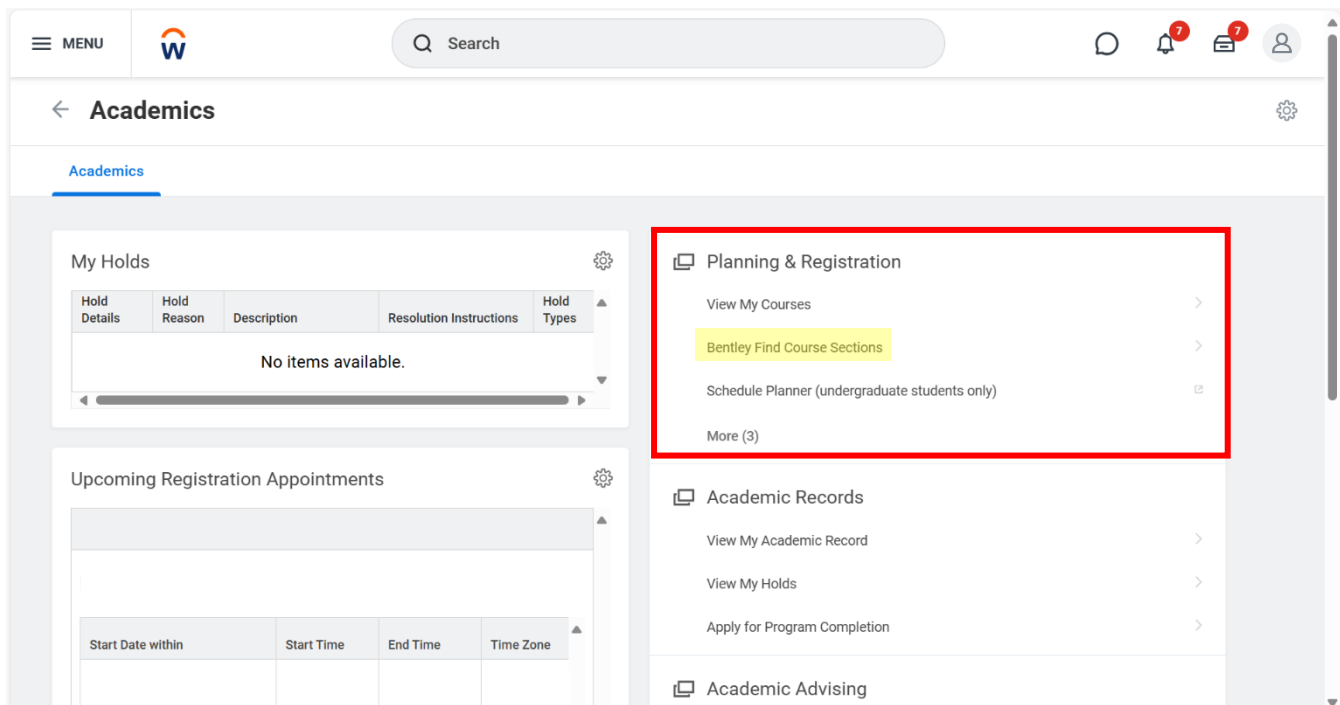 MENU
W
Search
7
7
Academics
Academics
My Holds
Hold Details
Hold Reason
Description
Resolution Instructions
Hold Types
No items available.
Upcoming Registration Appointments
Start Date within
Start Time
End Time
Time Zone
Planning & Registration
View My Courses
Bentley Find Course Sections
Schedule Planner (undergraduate students only)
More (3)
Academic Records
View My Academic Record
View My Holds
Apply for Program Completion
Academic Advising